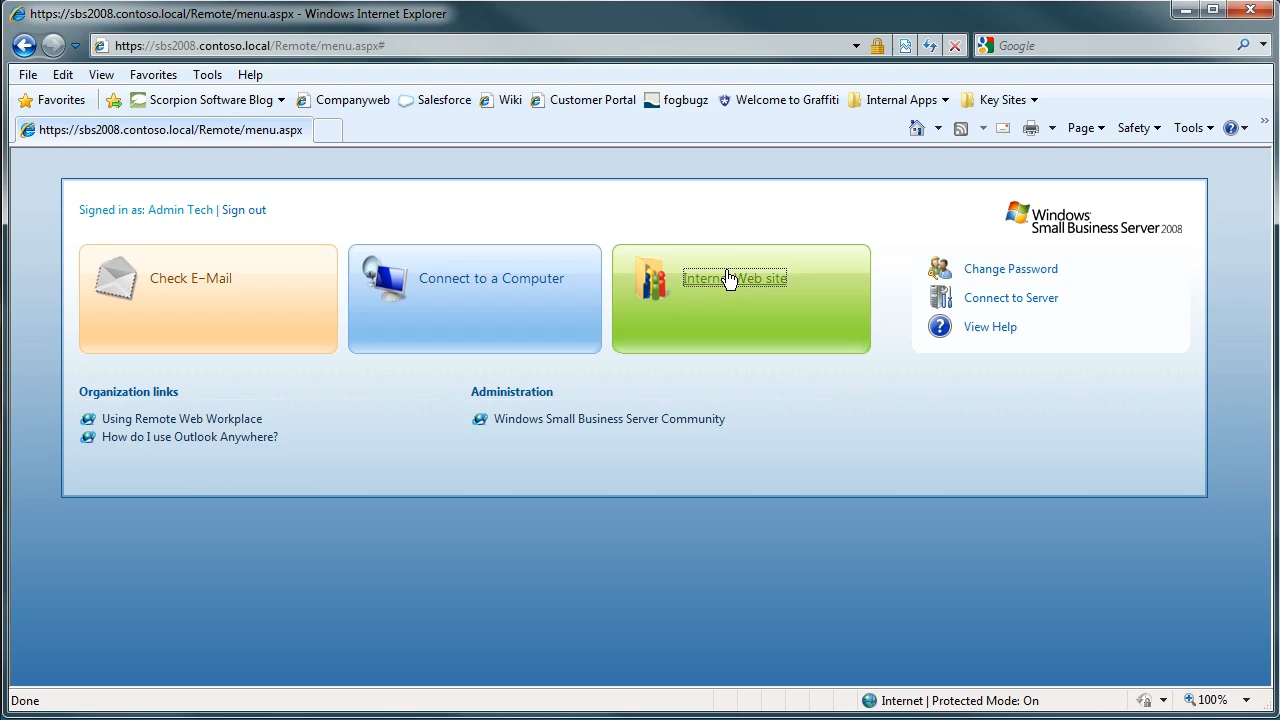 https://sbs2008.contoso.local/Remote/menu.aspx - Windows Internet Explorer
https://sbs2008.contoso.local/Remote/menu.aspx#
Google
File Edit View Favorites Tools Help
Favorites Scorpion Software Blog Companyweb Salesforce Wiki Customer Portal fogbugz Welcome to Graffiti Internal Apps Key Sites
https://sbs2008.contoso.local/Remote/menu.aspx
Page Safety Tools
Signed in as: Admin Tech | Sign out
Windows
Small Business Server 2008
Check E-Mail
Connect to a Computer
Internal Web site
Change Password
Connect to Server
View Help
Organization links
Using Remote Web Workplace
How do I use Outlook Anywhere?
Administration
Windows Small Business Server Community
Done
Internet | Protected Mode: On
100%